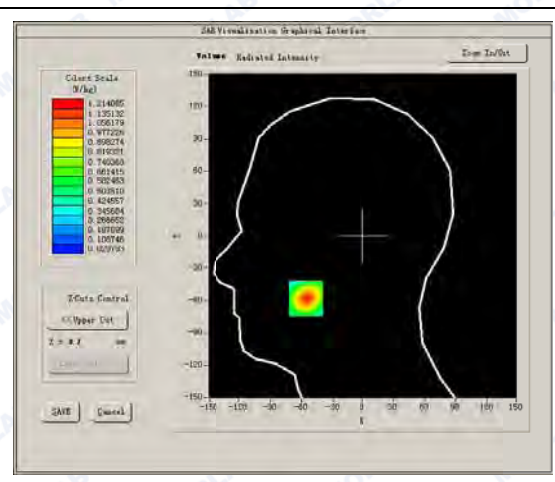 SAR Visualisation Graphical Interface
Volume Radiated Intensity
Zoom In/Out
Colors Scale
(W/kg)
1.214085
1.135132
1.056179
0.977226
0.898274
0.819321
0.740368
0.661415
0.582463
0.503510
0.424557
0.345604
0.266652
0.187699
0.108746
0.029793
150
120
90
60
30
0
-30
-60
-90
-120
-150
-150 -120 -90 -60 -30 0 30 60 90 120 150
X
Z-Cuts Control
<<Upper Cut
SAVE Cancel